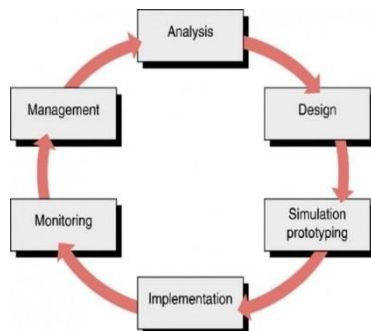 Analysis
Design
Simulation
prototyping
Implementation
Monitoring
Management